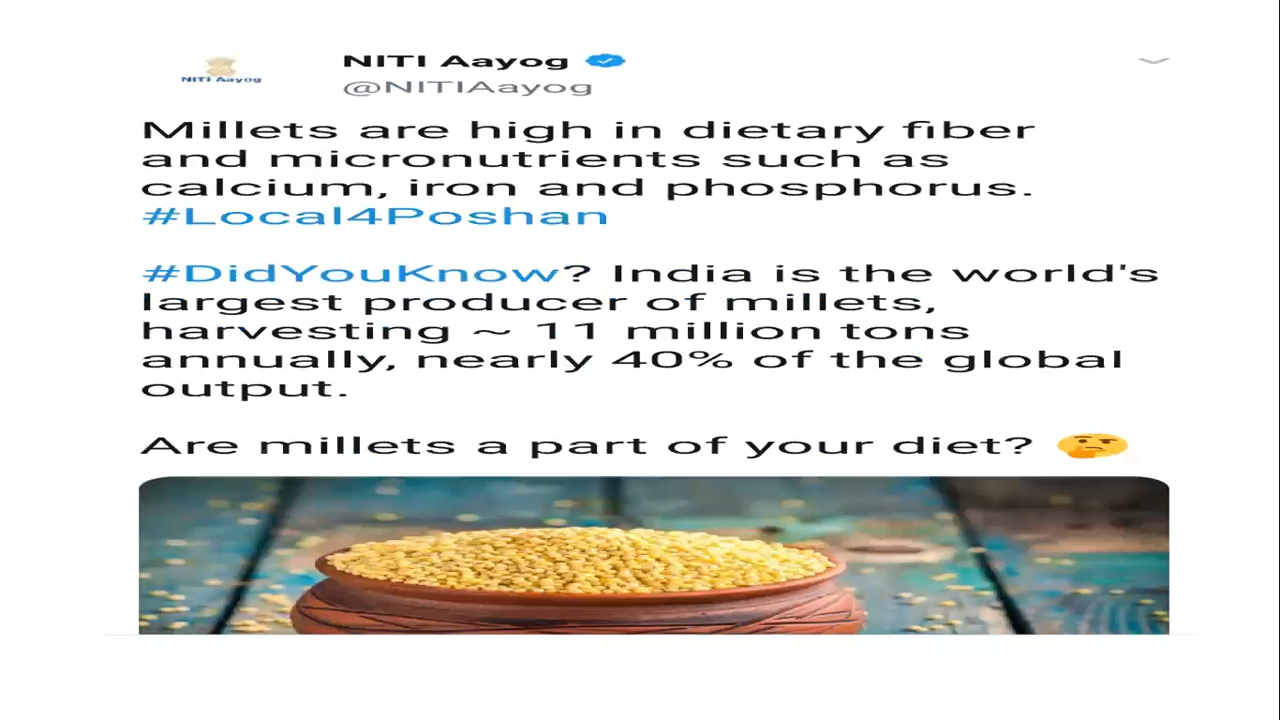 NITI Aayog
NITI Aayog
@NITIAayog
Millets are high in dietary fiber
and micronutrients such as
calcium, iron and phosphorus.
#Local4Poshan
#DidYouKnow? India is the world's
largest producer of millets,
harvesting ~ 11 million tons
annually, nearly 40% of the global
output.
Are millets a part of your diet? 🤔